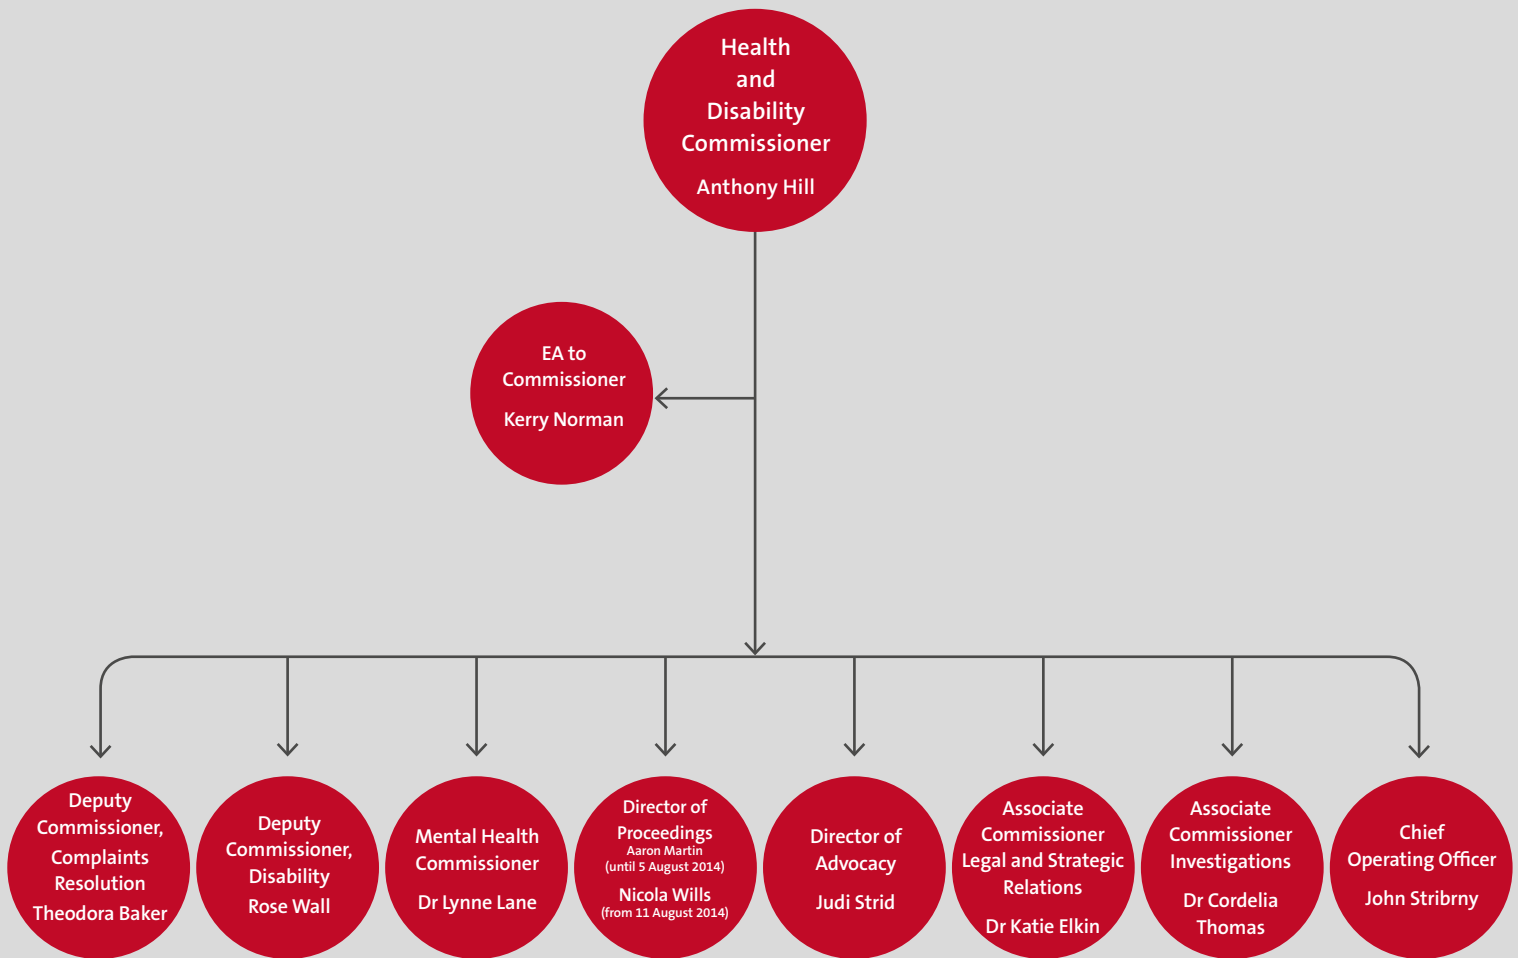 Health
and
Disability
Commissioner
Anthony Hill
EA to
Commissioner
Kerry Norman
Deputy
Commissioner,
Complaints
Resolution
Theodora Baker
Deputy
Commissioner,
Disability
Rose Wall
Mental Health
Commissioner
Dr Lynne Lane
Director of
Proceedings
Aaron Martin
(until 5 August 2014)
Nicola Wills
(from 11 August 2014)
Director of
Advocacy
Judi Strid
Associate
Commissioner
Legal and Strategic
Relations
Dr Katie Elkin
Associate
Commissioner
Investigations
Dr Cordelia
Thomas
Chief
Operating Officer
John Stribrny